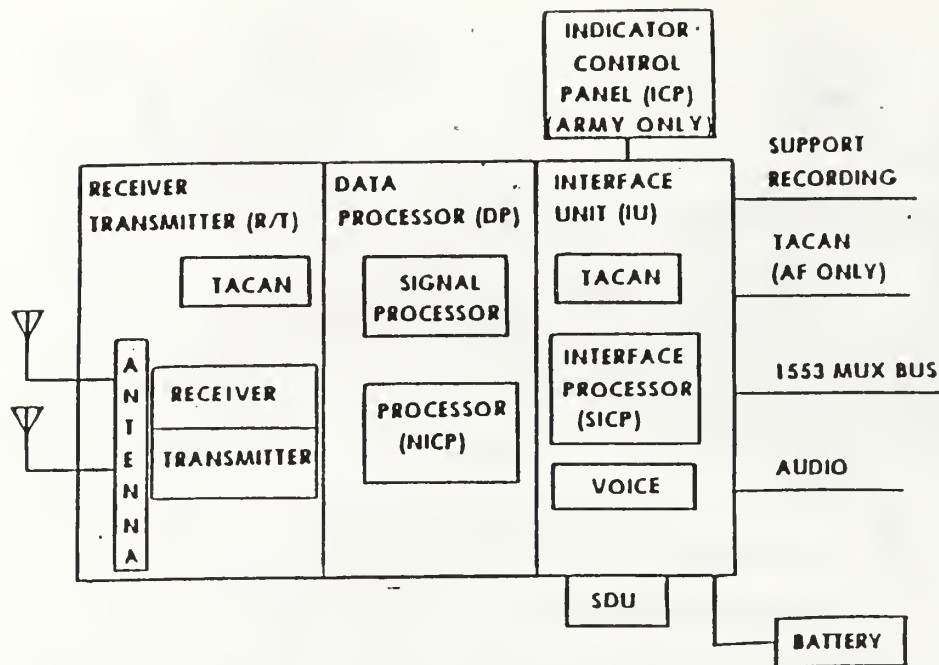 INDICATOR
CONTROL
PANEL (ICP)
(ARMY ONLY)
RECEIVER
TRANSMITTER (R/T)
TACAN
ANTENNA
RECEIVER
TRANSMITTER
DATA
PROCESSOR (DP)
SIGNAL
PROCESSOR
PROCESSOR
(NICP)
INTERFACE
UNIT (IU)
TACAN
INTERFACE
PROCESSOR
(SICP)
VOICE
SUPPORT
RECORDING
TACAN
(AF ONLY)
1553 MUX BUS
AUDIO
SDU
BATTERY